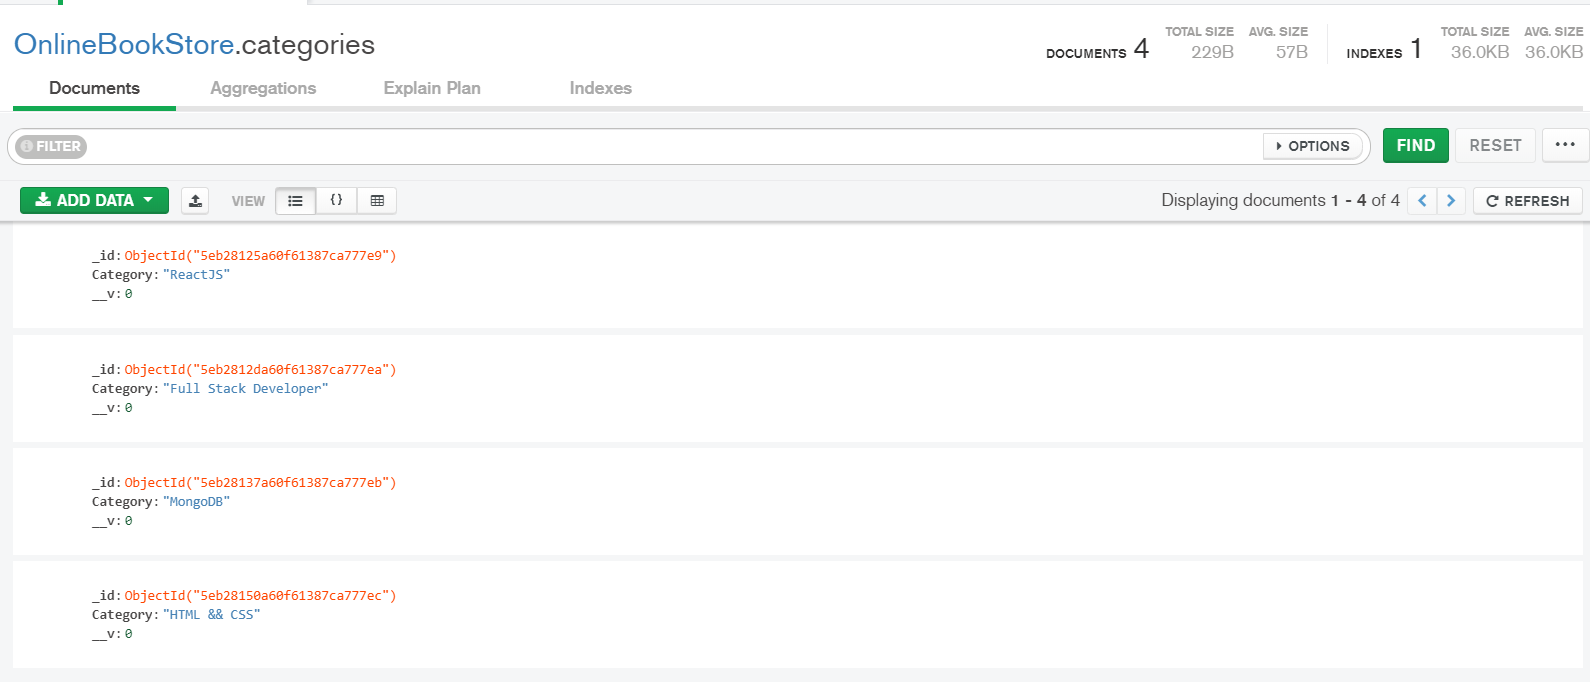 OnlineBookStore.categories
DOCUMENTS 4
TOTAL SIZE 229B
AVG. SIZE 57B
INDEXES 1
TOTAL SIZE 36.0KB
AVG. SIZE 36.0KB
Documents Aggregations Explain Plan Indexes
FILTER OPTIONS FIND RESET ...
ADD DATA VIEW {} Displaying documents 1 - 4 of 4 < > REFRESH
_id: ObjectId("5eb28125a60f61387ca777e9")
Category: "ReactJS"
__v: 0
_id: ObjectId("5eb2812da60f61387ca777ea")
Category: "Full Stack Developer"
__v: 0
_id: ObjectId("5eb28137a60f61387ca777eb")
Category: "MongoDB"
__v: 0
_id: ObjectId("5eb28150a60f61387ca777ec")
Category: "HTML && CSS"
__v: 0